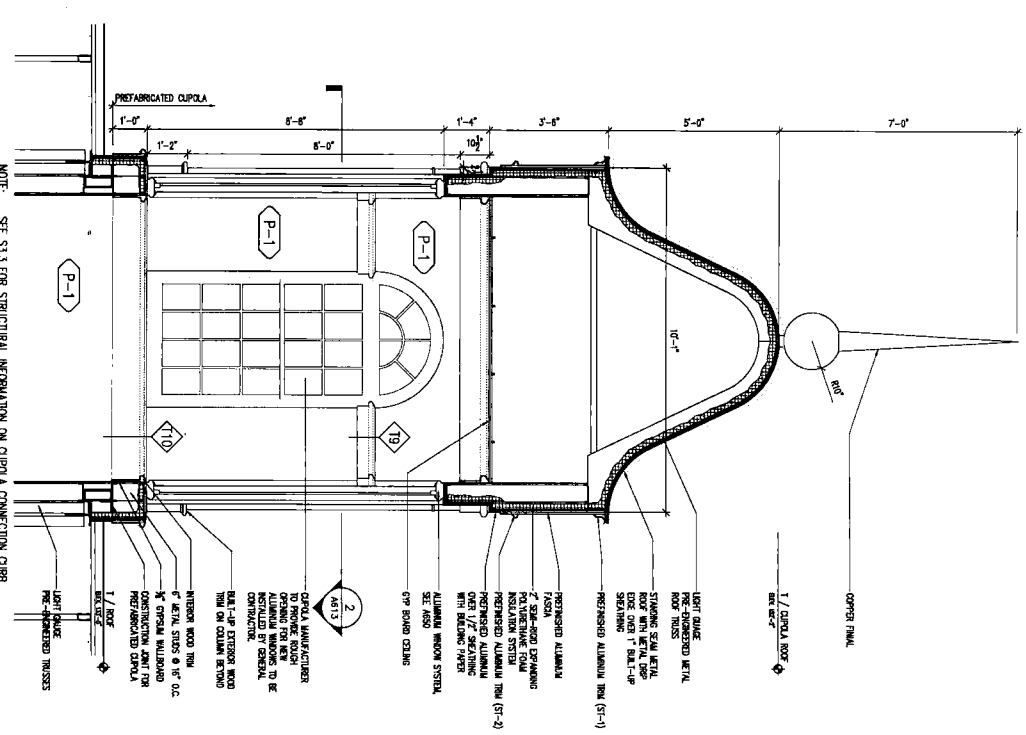 PREFABRICATED CUPOLA
1'-0"
8'-8"
1'-4"
3'-6"
5'-0"
7'-0"
1'-2"
8'-0"
10½"
P-1
P-1
P-1
10'-1"
R10"
T10
T9
2
A613
COPPER FINIAL
T / CUPOLA ROOF
LIGHT GUAGE
PRE-ENGINEERED METAL
ROOF TRUSS
STANDING SEAM METAL
ROOF WITH METAL DRIP
EDGE OVER 1" BUILT-UP
SHEATHING
PREFINISHED ALUMINUM TRIM (ST-1)
PREFINISHED ALUMINUM
FASCIA
2" SEMI-RIGID EXPANDING
POLYURETHANE FOAM
INSULATION SYSTEM
PREFINISHED ALUMINUM TRIM (ST-2)
PREFINISHED ALUMINUM
OVER 1/2" SHEATHING
WITH BUILDING PAPER
ALUMINUM WINDOW SYSTEM,
SEE A650
GYP BOARD CEILING
CUPOLA MANUFACTURER
TO PROVIDE ROUGH
OPENING FOR NEW
ALUMINUM WINDOWS TO BE
INSTALLED BY GENERAL
CONTRACTOR.
BUILT-UP EXTERIOR WOOD
TRIM ON COLUMN BEYOND
INTERIOR WOOD TRIM
6" METAL STUDS @ 16" O.C.
GYPSUM WALLBOARD
CONSTRUCTION JOINT FOR
PREFABRICATED CUPOLA
T / ROOF
LIGHT GUAGE
PRE-ENGINEERED TRUSSES
NOTE: SEE S3.3 FOR STRUCTURAL INFORMATION ON CUPOLA CONNECTION CURB